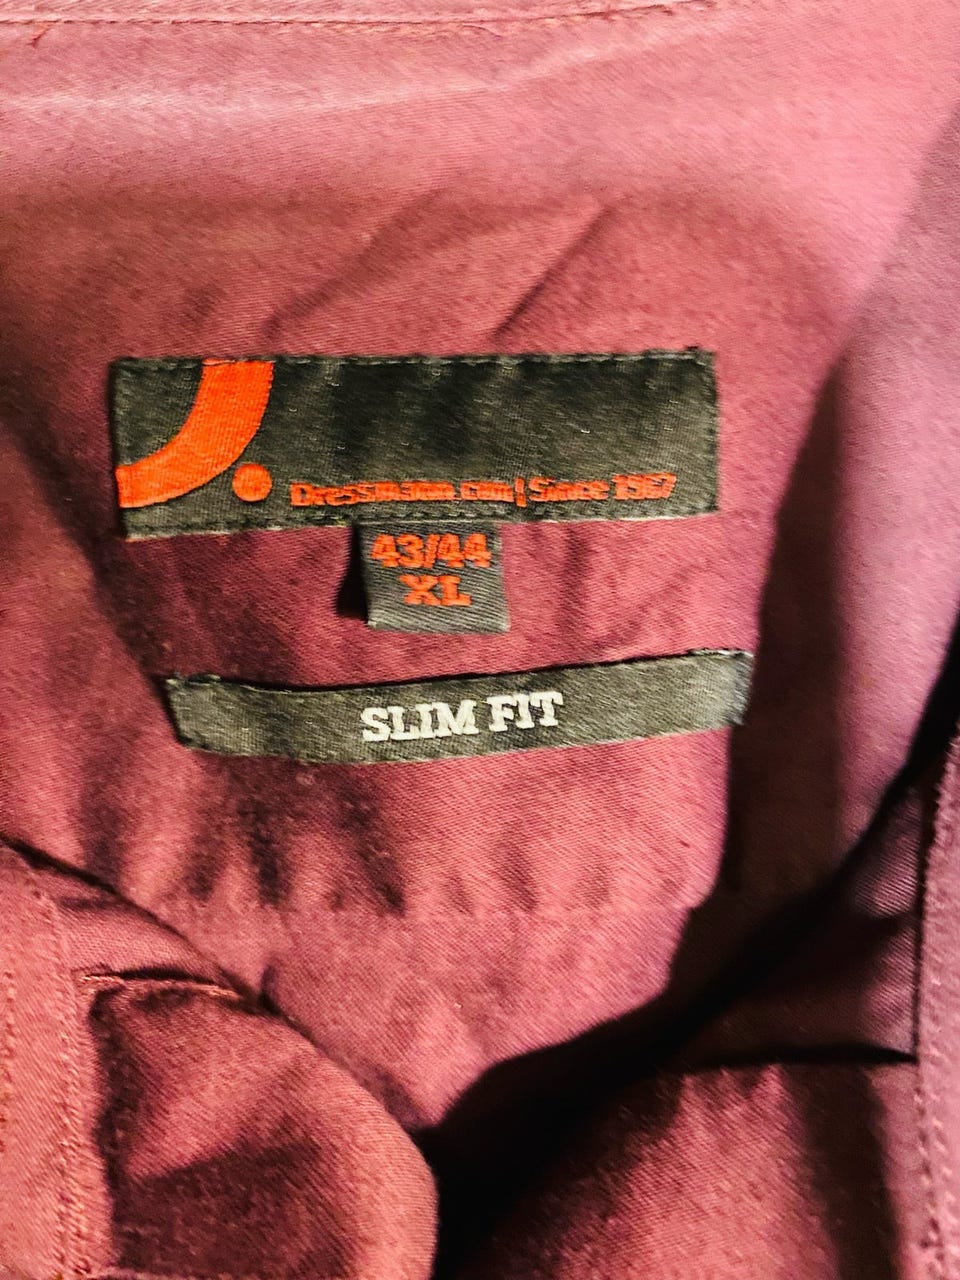 Dressmann.com | Since 1967
43/44
XL
SLIM FIT